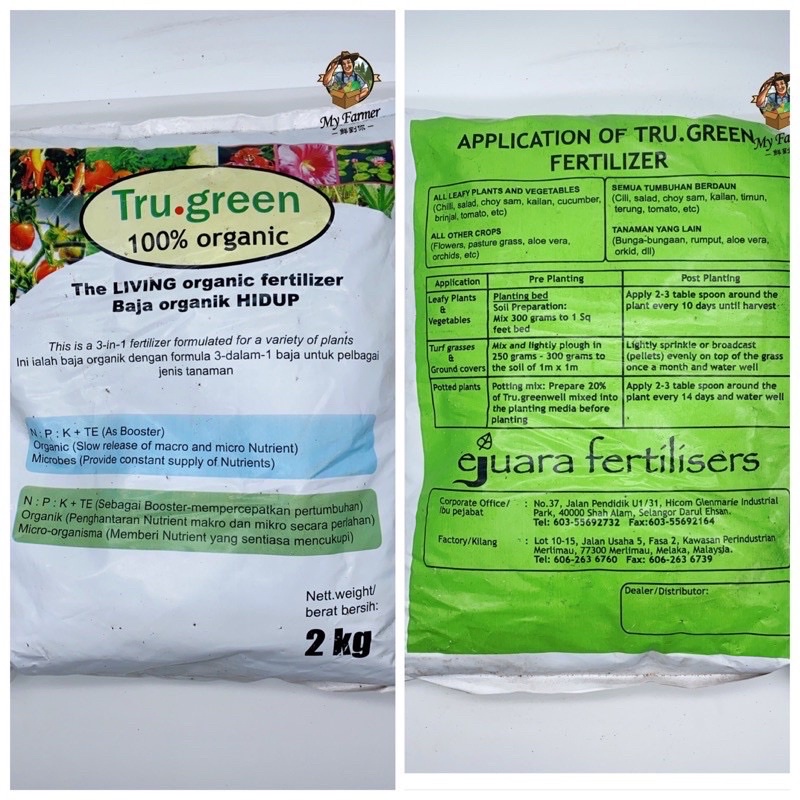 My Farmer
Tru.green
100% organic
The LIVING organic fertilizer
Baja organik HIDUP
This is a 3-in-1 fertilizer formulated for a variety of plants
Ini ialah baja organik dengan formula 3-dalam-1 baja untuk pelbagai
jenis tanaman
N : P : K + TE (As Booster)
Organic (Slow release of macro and micro Nutrient)
Microbes (Provide constant supply of Nutrients)
N : P : K + TE (Sebagai Booster-mempercepatkan pertumbuhan)
Organik (Penghantaran Nutrient makro dan mikro secara perlahan)
Micro-organisma (Memberi Nutrient yang sentiasa mencukupi)
Nett.weight/
berat bersih:
2 kg
My Fa
APPLICATION OF TRU.GREEN
FERTILIZER
ALL LEAFY PLANTS AND VEGETABLES
(Chilli, salad, choy sam, kailan, cucumber,
brinjal, tomato, etc)
ALL OTHER CROPS
(Flowers, pasture grass, aloe vera,
orchids, etc)
SEMUA TUMBUHAN BERDAUN
(Cili, salad, choy sam, kailan, timun,
terung, tomato, etc)
TANAMAN YANG LAIN
(Bunga-bungaan, rumput, aloe vera,
orkid, dll)
Application Pre Planting Post Planting
Leafy Plants
&
Vegetables
Planting bed
Soil Preparation:
Mix 300 grams to 1 Sq
feet bed
Apply 2-3 table spoon around the
plant every 10 days until harvest
Turf grasses
&
Ground covers
Mix and lightly plough in
250 grams - 300 grams to
the soil of 1m x 1m
Lightly sprinkle or broadcast
(pellets) evenly on top of the grass
once a month and water well
Potted plants
Potting mix: Prepare 20%
of Tru.greenwell mixed into
the planting media before
planting
Apply 2-3 table spoon around the
plant every 14 days and water well
ejuara fertilisers
Corporate Office/
Ibu pejabat
: No.37, Jalan Pendidik U1/31, Hicom Glenmarie Industrial
Park, 40000 Shah Alam, Selangor Darul Ehsan.
Tel: 603-55692732 Fax:603-55692164
Factory/Kilang : Lot 10-15, Jalan Usaha 5, Fasa 2, Kawasan Perindustrian
Merlimau, 77300 Merlimau, Melaka, Malaysia.
Tel: 606-263 6760 Fax: 606-263 6739
Dealer/Distributor: